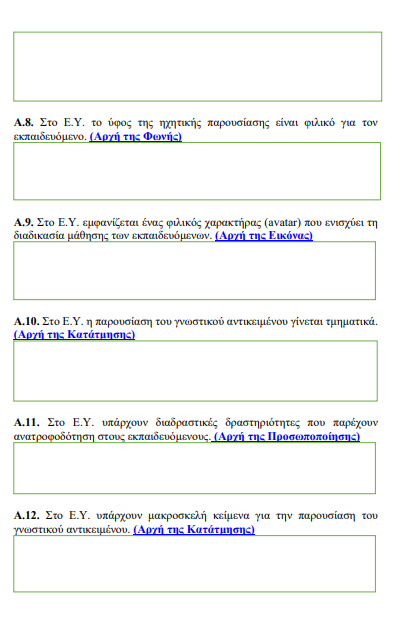 Α.8. Στο Ε.Υ. το ύφος της ηχητικής παρουσίασης είναι φιλικό για τον
εκπαιδευόμενο. (Αρχή της Φωνής)
Α.9. Στο Ε.Υ. εμφανίζεται ένας φιλικός χαρακτήρας (avatar) που ενισχύει τη
διαδικασία μάθησης των εκπαιδευόμενων. (Αρχή της Εικόνας)
Α.10. Στο Ε.Υ. η παρουσίαση του γνωστικού αντικειμένου γίνεται τμηματικά.
(Αρχή της Κατάτμησης)
Α.11. Στο Ε.Υ. υπάρχουν διαδραστικές δραστηριότητες που παρέχουν
ανατροφοδότηση στους εκπαιδευόμενους. (Αρχή της Προσωποποίησης)
Α.12. Στο Ε.Υ. υπάρχουν μακροσκελή κείμενα για την παρουσίαση του
γνωστικού αντικειμένου. (Αρχή της Κατάτμησης)